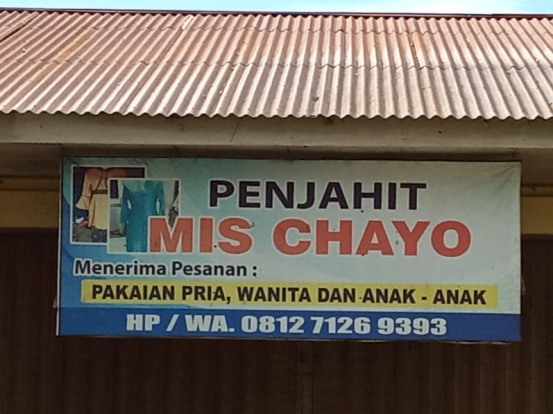 PENJAHIT
MIS CHAYO
Menerima Pesanan :
PAKAIAN PRIA, WANITA DAN ANAK - ANAK
HP / WA. 0812 7126 9393